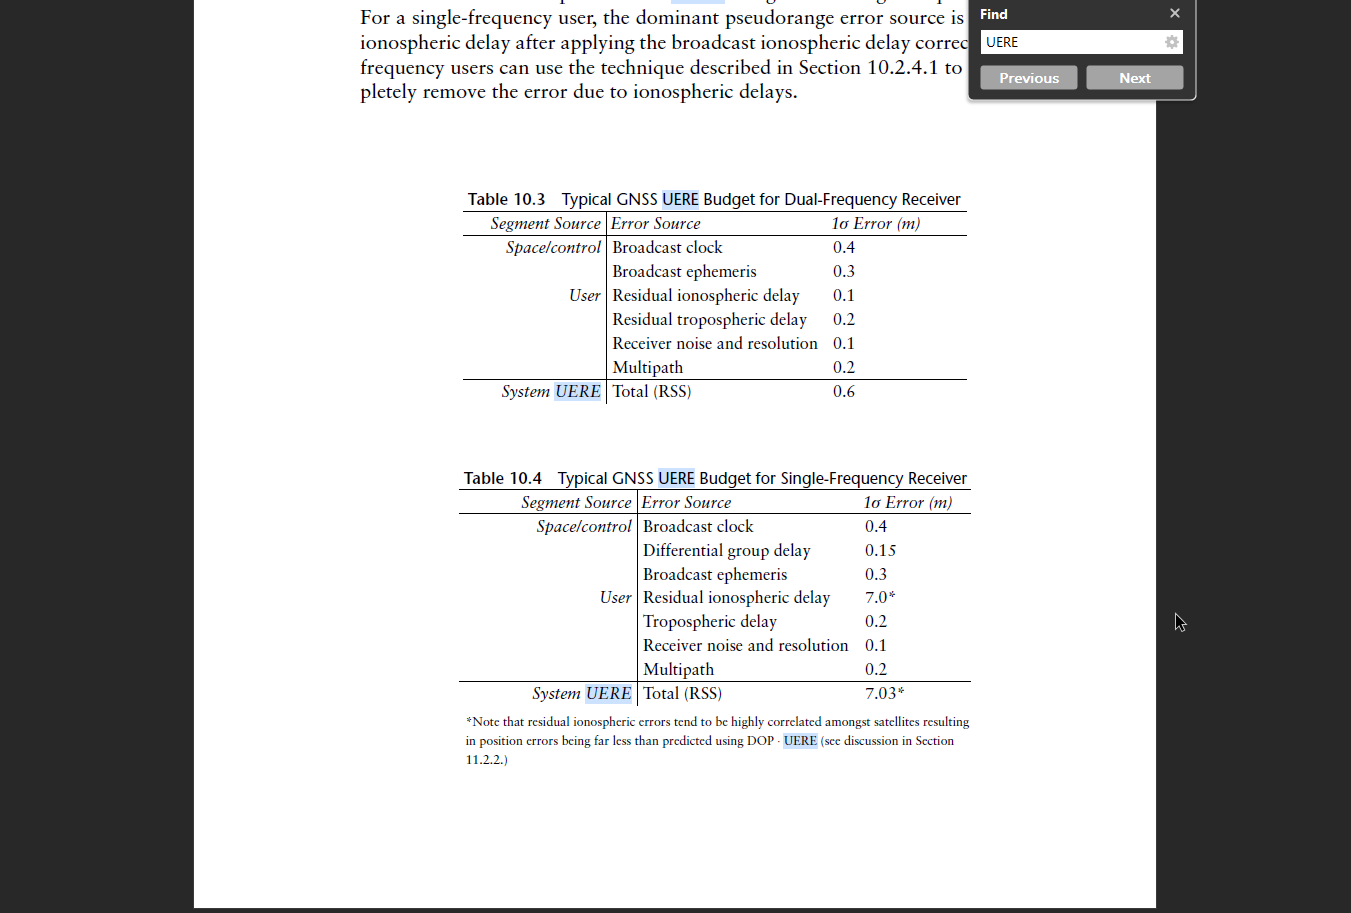 For a single-frequency user, the dominant pseudorange error source is
ionospheric delay after applying the broadcast ionospheric delay correc
frequency users can use the technique described in Section 10.2.4.1 to
pletely remove the error due to ionospheric delays.
Find
UERE
Previous Next
Table 10.3 Typical GNSS UERE Budget for Dual-Frequency Receiver
Segment Source Error Source 1σ Error (m)
Space/control Broadcast clock 0.4
Broadcast ephemeris 0.3
User Residual ionospheric delay 0.1
Residual tropospheric delay 0.2
Receiver noise and resolution 0.1
Multipath 0.2
System UERE Total (RSS) 0.6
Table 10.4 Typical GNSS UERE Budget for Single-Frequency Receiver
Segment Source Error Source 1σ Error (m)
Space/control Broadcast clock 0.4
Differential group delay 0.15
Broadcast ephemeris 0.3
User Residual ionospheric delay 7.0*
Tropospheric delay 0.2
Receiver noise and resolution 0.1
Multipath 0.2
System UERE Total (RSS) 7.03*
*Note that residual ionospheric errors tend to be highly correlated amongst satellites resulting
in position errors being far less than predicted using DOP · UERE (see discussion in Section
11.2.2.)